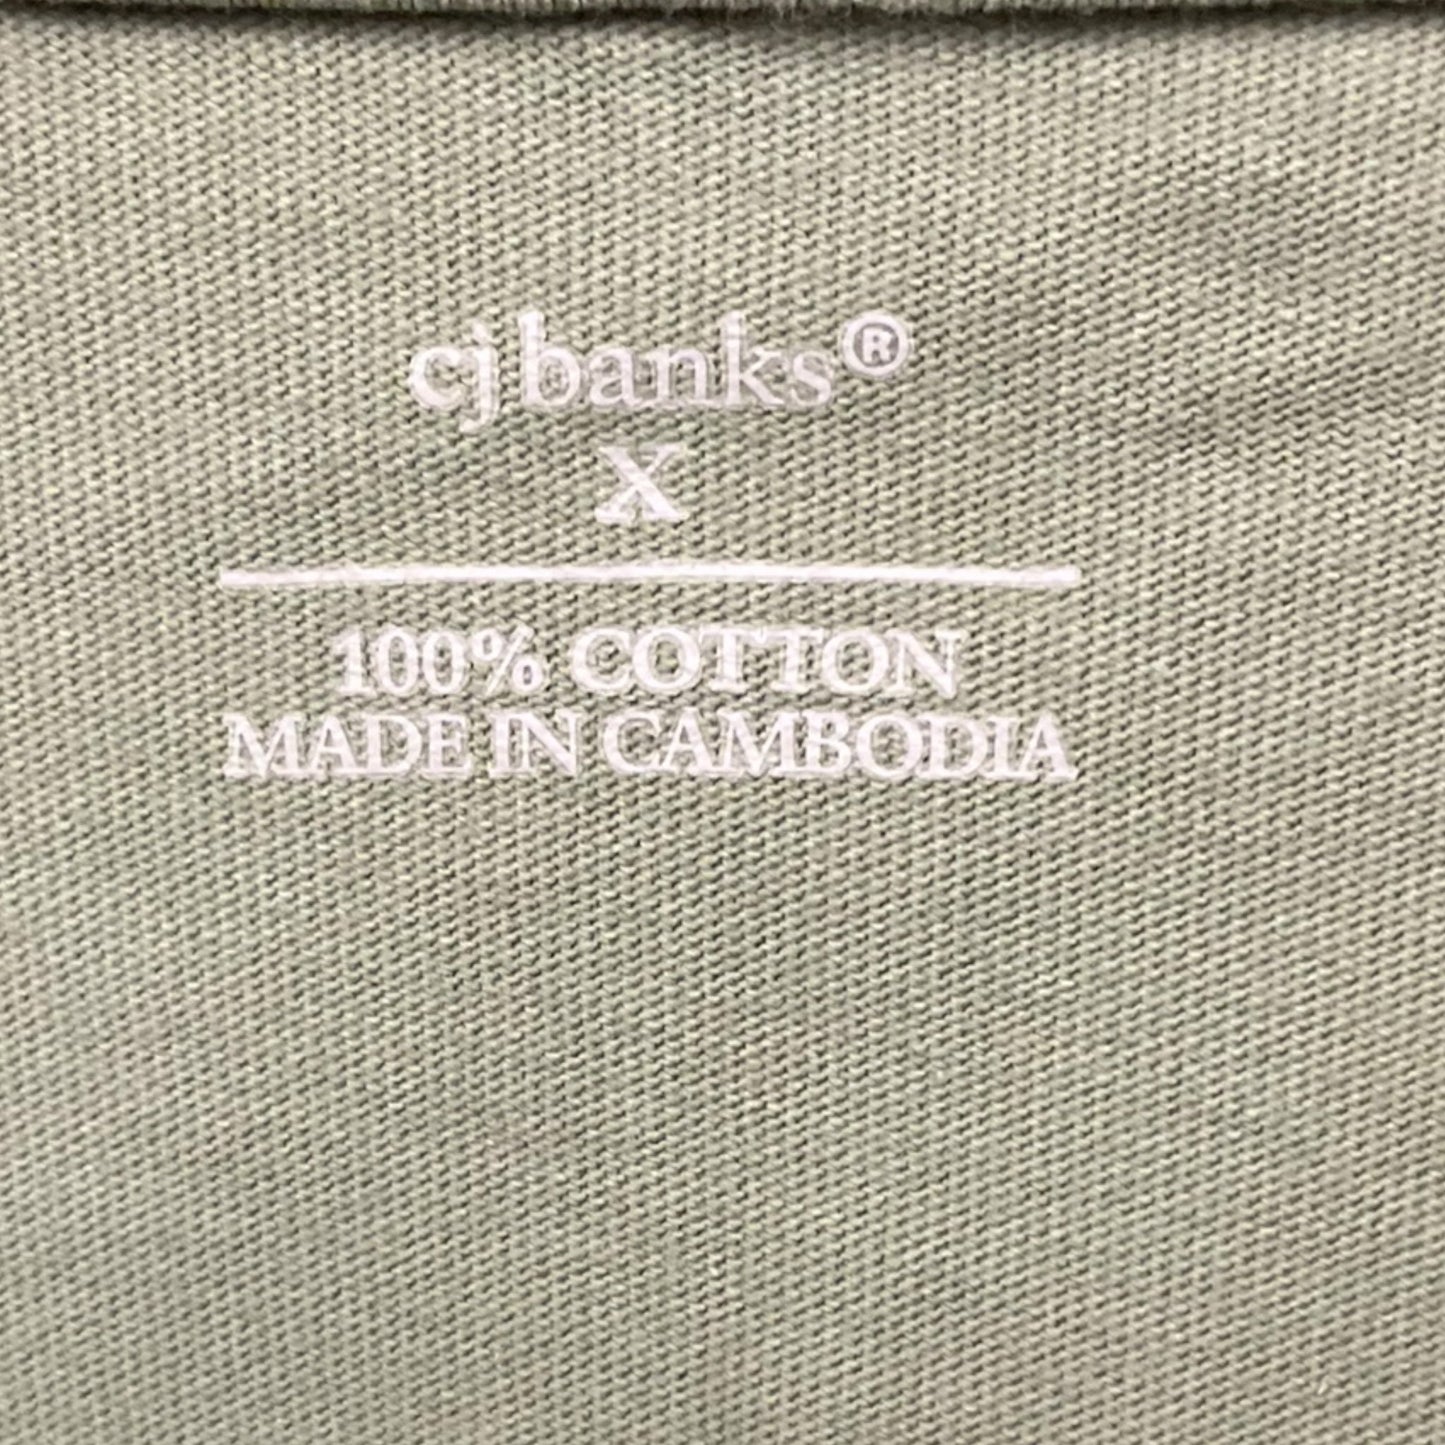 cj banks®
X
100% COTTON
MADE IN CAMBODIA